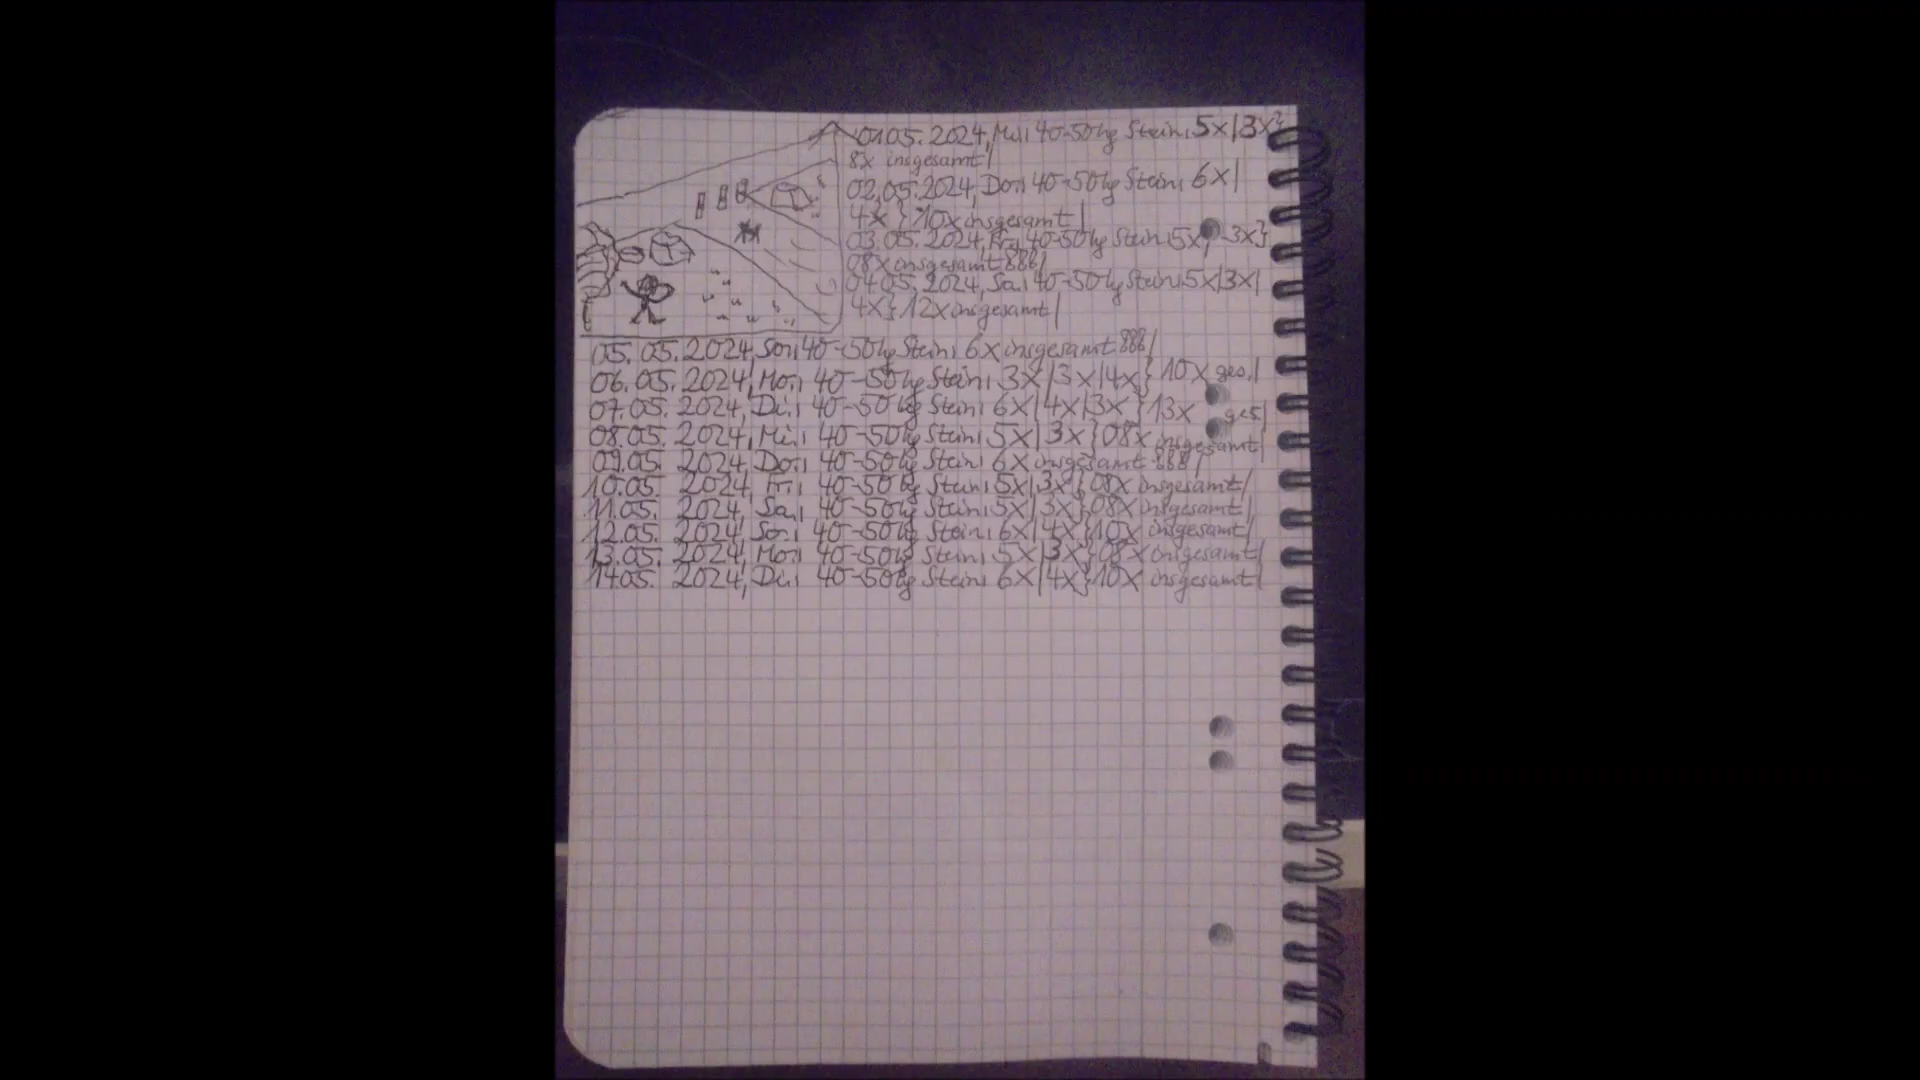 01.05.2024, Mi.| 40-50kg Stein| 5x|3x}
8x insgesamt|
02.05.2024, Do.| 40-50kg Stein| 6x|
4x } 10x insgesamt|
03.05.2024, Fr.| 40-50kg Stein| 5x| 3x}
08x insgesamt 888|
04.05.2024, Sa.| 40-50kg Stein| 5x|3x|
4x} 12x insgesamt|
05.05.2024, So.| 40-50kg Stein| 6x insgesamt 888|
06.05.2024, Mo.| 40-50kg Stein| 3x|3x|4x} 10x ges.|
07.05.2024, Di.| 40-50kg Stein| 6x|4x|3x} 13x ges|
08.05.2024, Mi.| 40-50kg Stein| 5x| 3x} 08x insgesamt|
09.05.2024, Do.| 40-50kg Stein| 6x insgesamt 888|
10.05.2024, Fr.| 40-50kg Stein| 5x|3x} 08x insgesamt|
11.05.2024, Sa.| 40-50kg Stein| 5x|3x} 08x insgesamt|
12.05.2024, So.| 40-50kg Stein| 6x|4x} 10x insgesamt|
13.05.2024, Mo.| 40-50kg Stein| 5x|3x} 08x insgesamt|
14.05.2024, Di.| 40-50kg Stein| 6x|4x} 10x insgesamt|